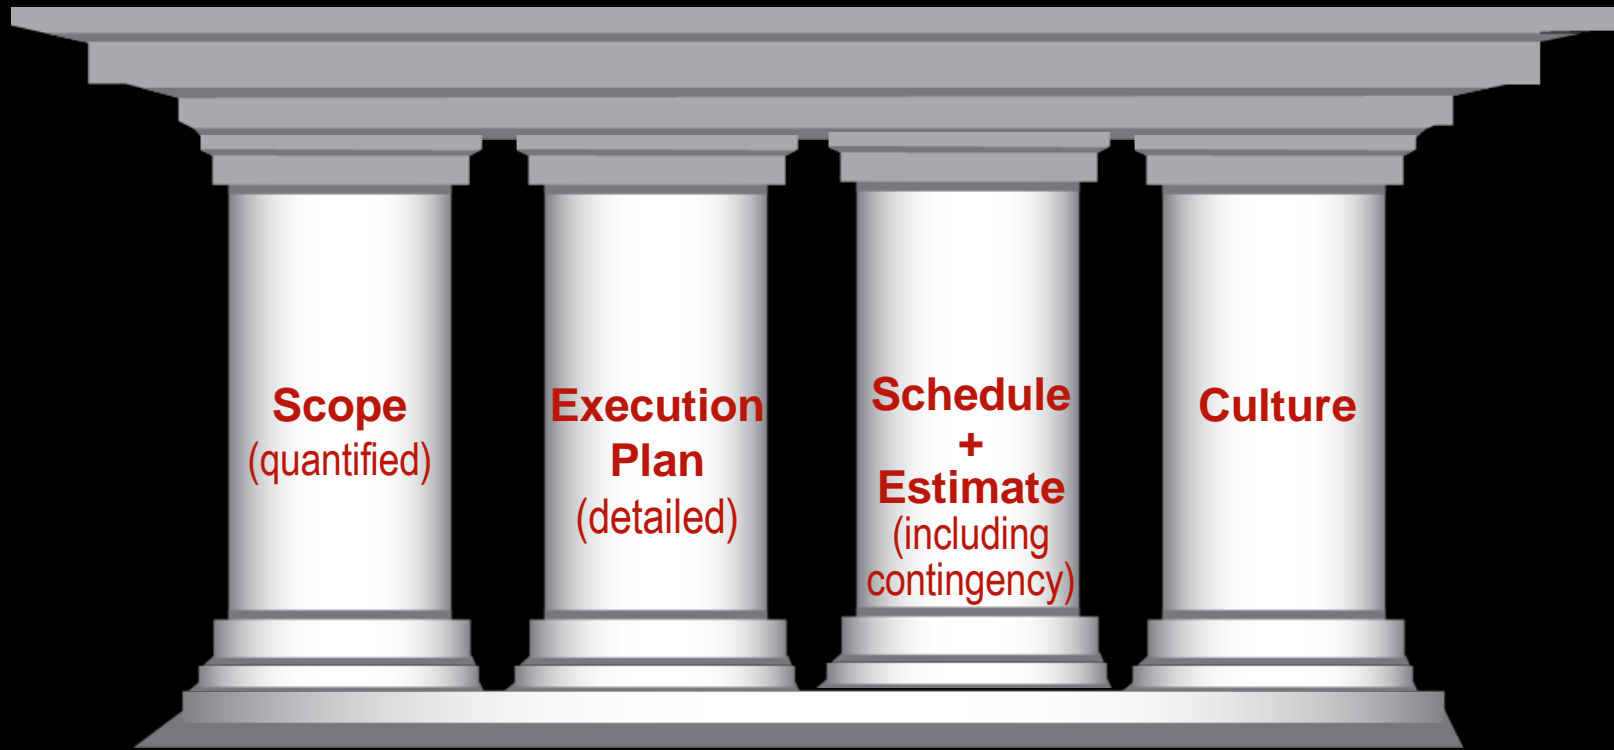 Scope
(quantified)
Execution
Plan
(detailed)
Schedule
+
Estimate
(including
contingency)
Culture